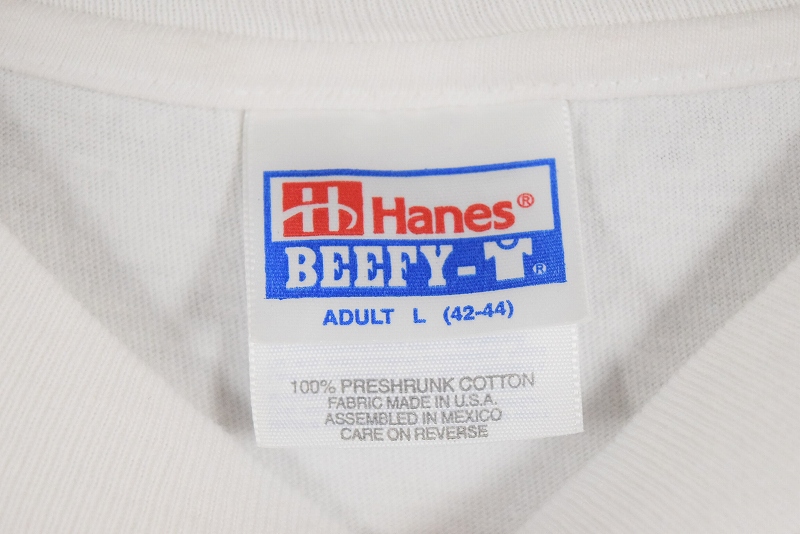 Hanes®
BEEFY-T®
ADULT L (42-44)
100% PRESHRUNK COTTON
FABRIC MADE IN U.S.A.
ASSEMBLED IN MEXICO
CARE ON REVERSE